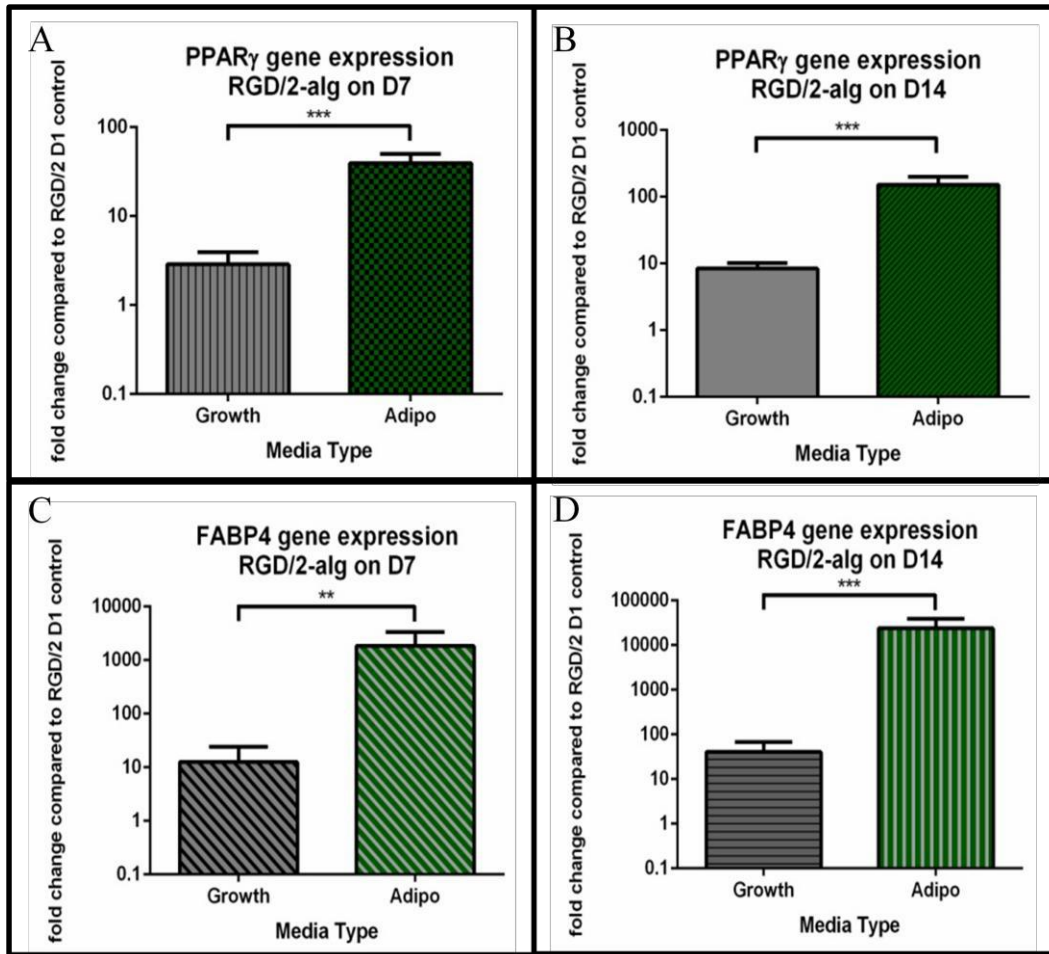 A
PPARγ gene expression
RGD/2-alg on D7
fold change compared to RGD/2 D1 control
***
100
10
1
0.1
Growth
Adipo
Media Type
B
PPARγ gene expression
RGD/2-alg on D14
fold change compared to RGD/2 D1 control
***
1000
100
10
1
0.1
Growth
Adipo
Media Type
C
FABP4 gene expression
RGD/2-alg on D7
fold change compared to RGD/2 D1 control
**
10000
1000
100
10
1
0.1
Growth
Adipo
Media Type
D
FABP4 gene expression
RGD/2-alg on D14
fold change compared to RGD/2 D1 control
***
100000
10000
1000
100
10
1
0.1
Growth
Adipo
Media Type